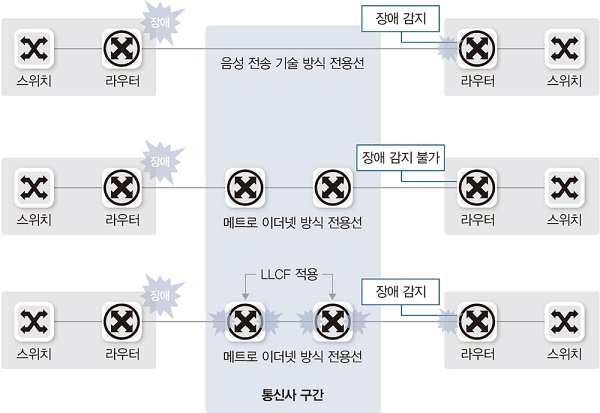 장애
장애 감지
음성 전송 기술 방식 전용선
스위치
라우터
라우터
스위치
장애
장애 감지 불가
스위치
라우터
메트로 이더넷 방식 전용선
라우터
스위치
LLCF 적용
장애
장애 감지
스위치
라우터
메트로 이더넷 방식 전용선
라우터
스위치
통신사 구간